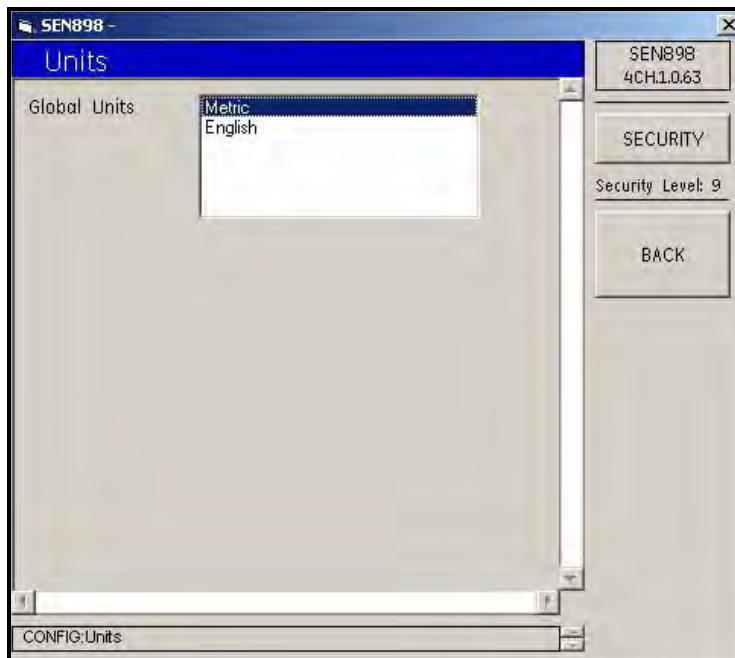 SEN898 -
Units
Global Units
Metric
English
SEN898
4CH.1.0.63
SECURITY
Security Level: 9
BACK
CONFIG:Units